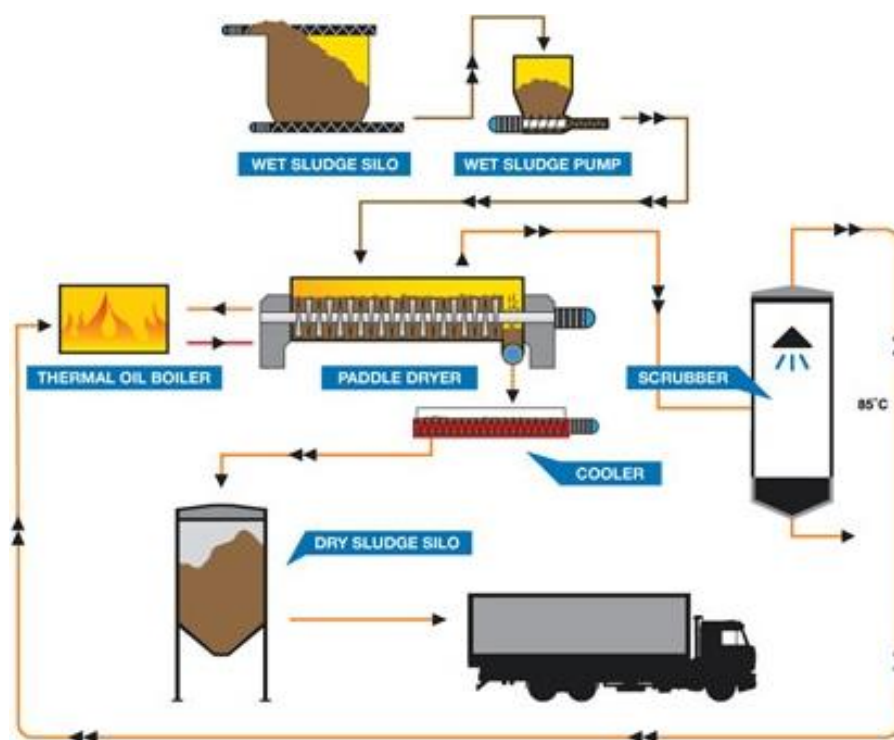 WET SLUDGE SILO
WET SLUDGE PUMP
THERMAL OIL BOILER
PADDLE DRYER
SCRUBBER
85°C
COOLER
DRY SLUDGE SILO